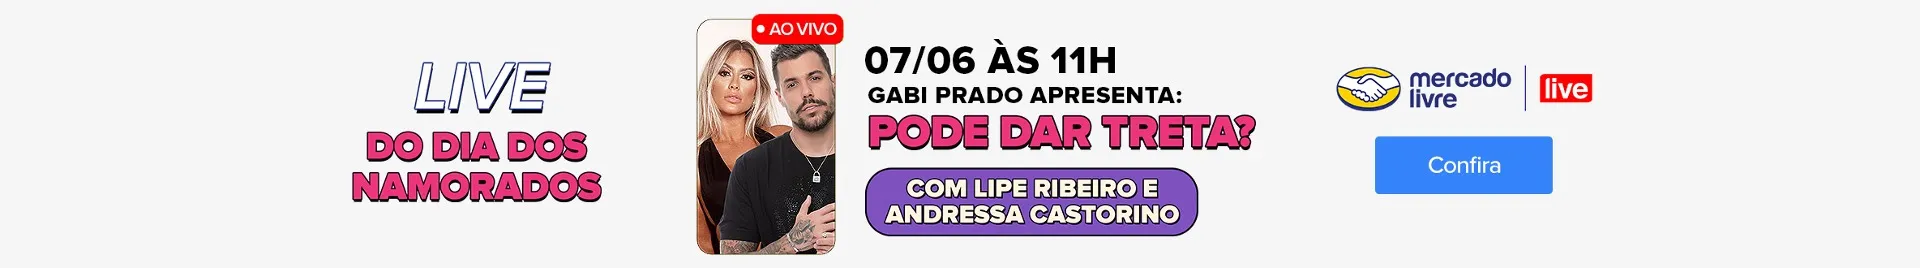 LIVE
DO DIA DOS
NAMORADOS
AO VIVO
07/06 ÀS 11H
GABI PRADO APRESENTA:
PODE DAR TRETA?
COM LIPE RIBEIRO E
ANDRESSA CASTORINO
mercado
livre
live
Confira